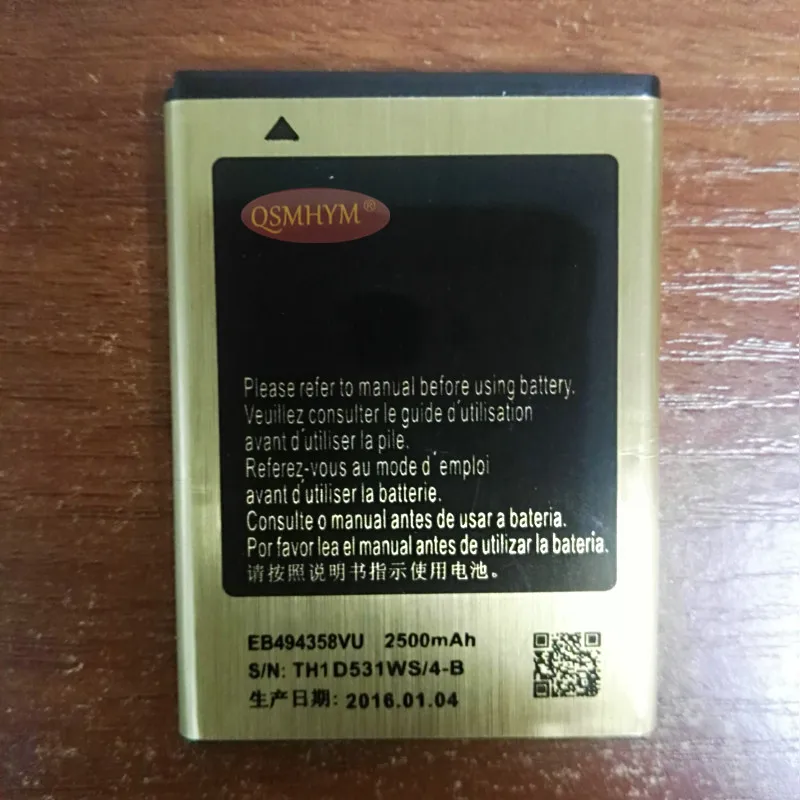 QSMHYM®
Please refer to manual before using battery.
Veuillez consulter le guide d'utilisation
avant d'utiliser la pile.
Referez-vous au mode d' emploi
avant d'utiliser la batterie.
Consulte o manual antes de usar a bateria.
Por favor lea el manual antes de utilizar la bateria.
请按照说明书指示使用电池。
EB494358VU 2500mAh
S/N: TH1D531WS/4-B
生产日期: 2016.01.04